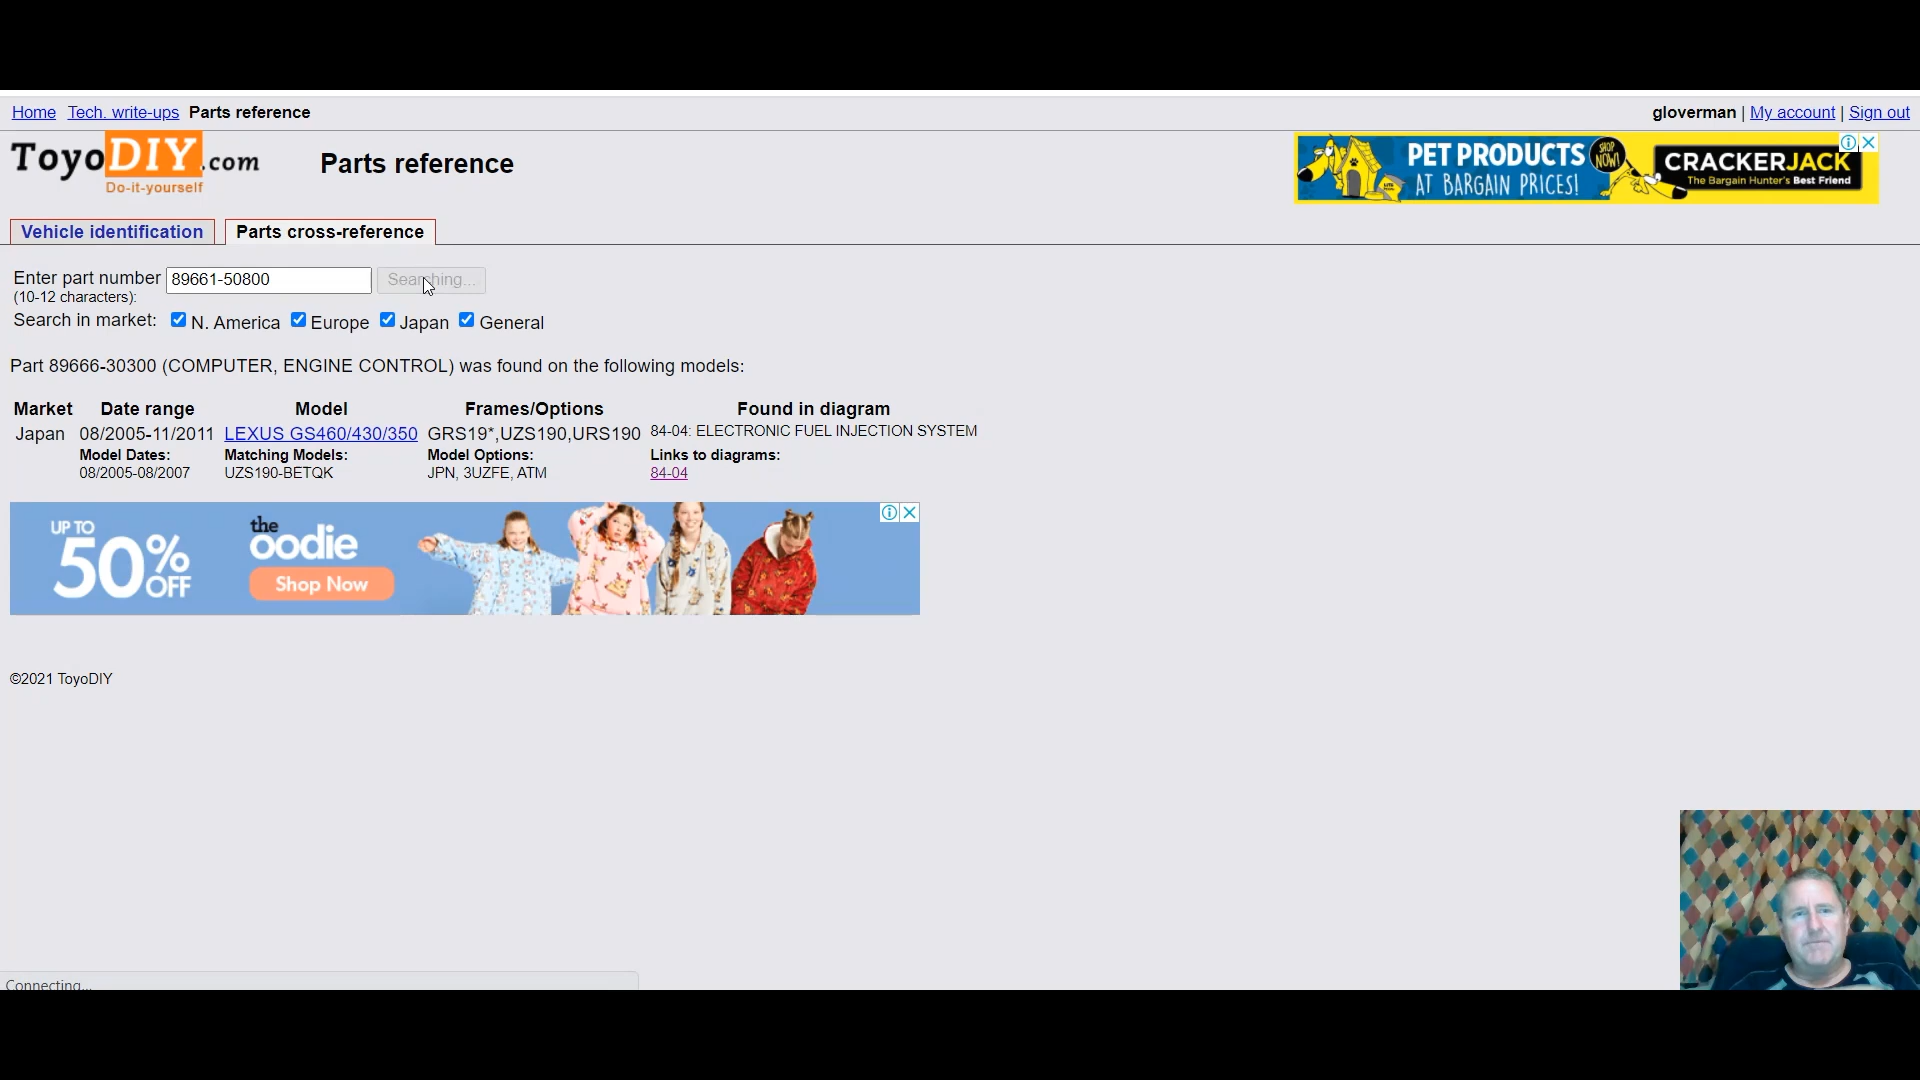 Home Tech. write-ups Parts reference gloverman | My account | Sign out
ToyoDIY.com
Do-it-yourself
Parts reference
PET PRODUCTS
AT BARGAIN PRICES!
SHOP NOW!
CRACKERJACK
The Bargain Hunter's Best Friend
Vehicle identification Parts cross-reference
Enter part number 89661-50800 Searching...
(10-12 characters):
Search in market: N. America Europe Japan General
Part 89666-30300 (COMPUTER, ENGINE CONTROL) was found on the following models:
Market Date range Model Frames/Options Found in diagram
Japan 08/2005-11/2011 LEXUS GS460/430/350 GRS19*,UZS190,URS190 84-04: ELECTRONIC FUEL INJECTION SYSTEM
Model Dates: Matching Models: Model Options: Links to diagrams:
08/2005-08/2007 UZS190-BETQK JPN, 3UZFE, ATM 84-04
UP TO
50% OFF
the
oodie
Shop Now
©2021 ToyoDIY
Connecting...